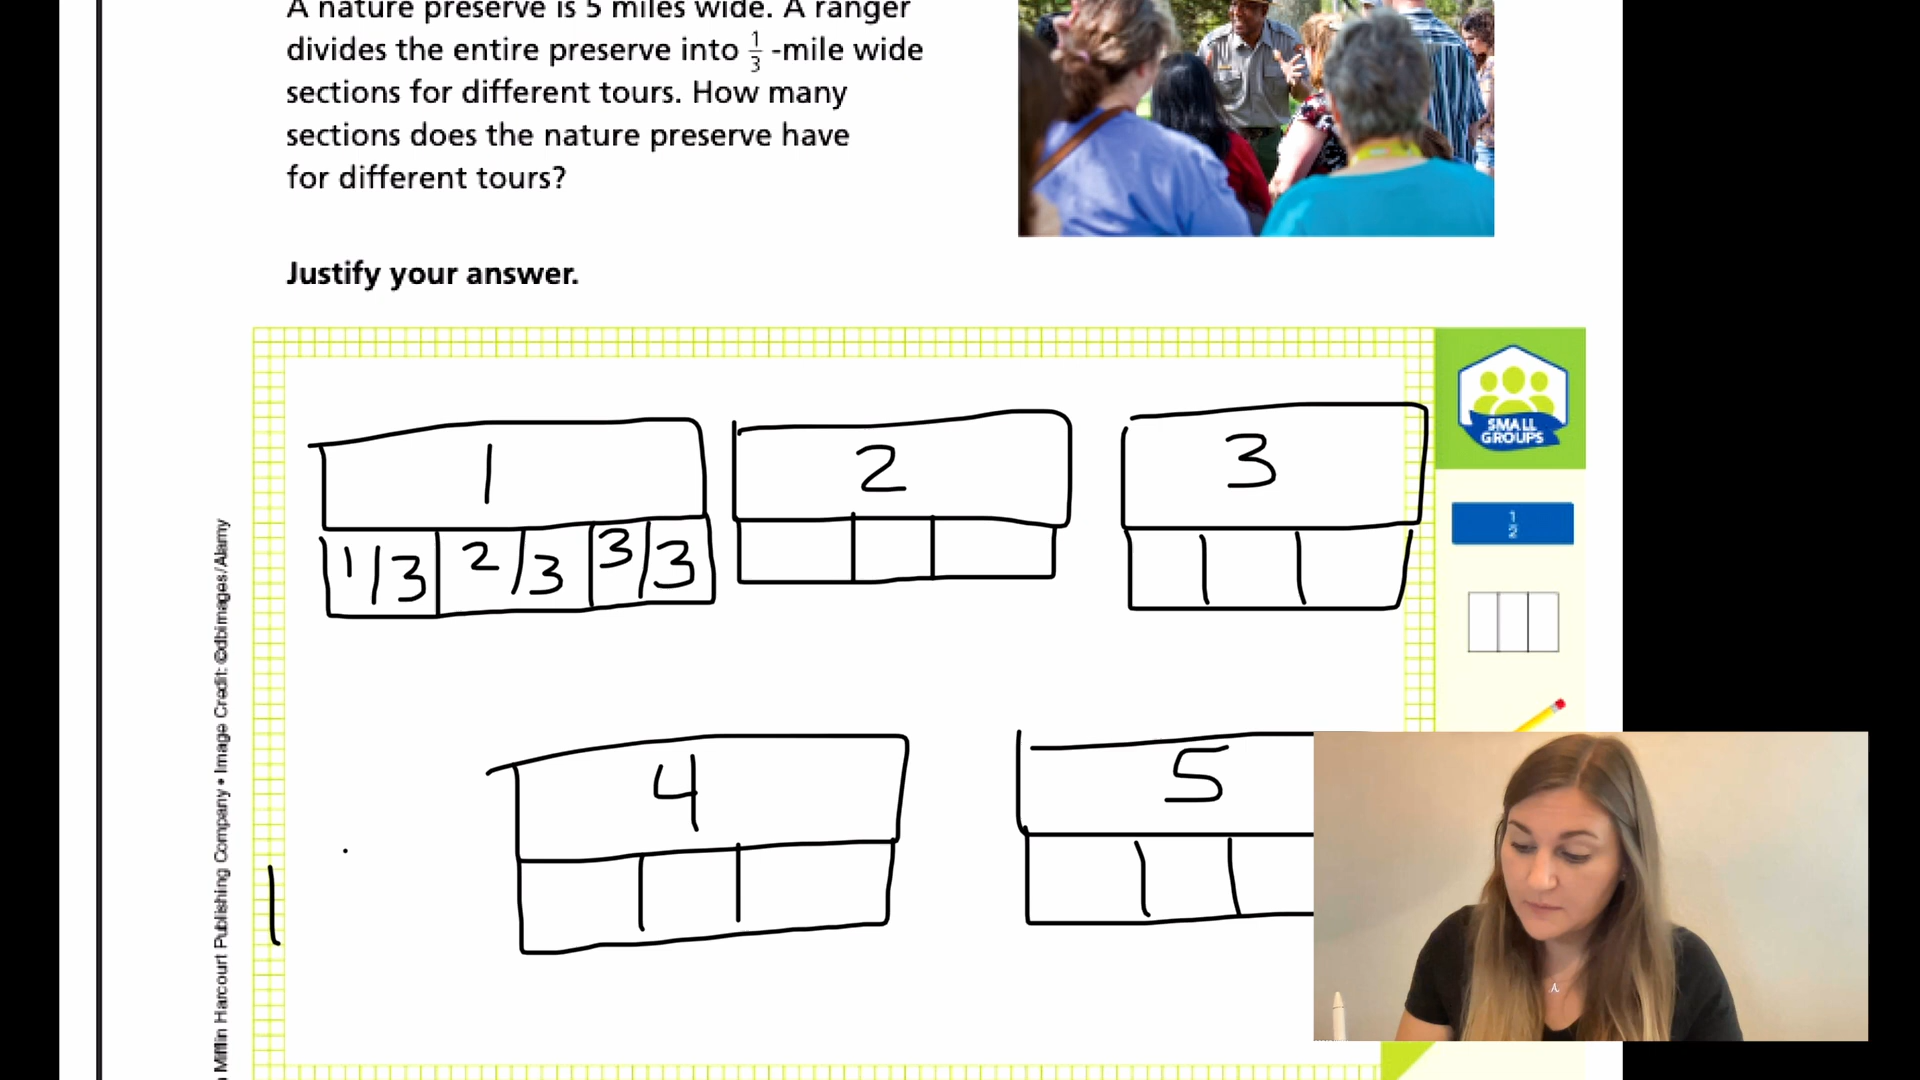 A nature preserve is 5 miles wide. A ranger
divides the entire preserve into 1/3 -mile wide
sections for different tours. How many
sections does the nature preserve have
for different tours?
Justify your answer.
SMALL
GROUPS
1 2 3
1/3 2/3 3/3
1/2
4 5
Mifflin Harcourt Publishing Company • Image Credit: ©dbimages/Alamy